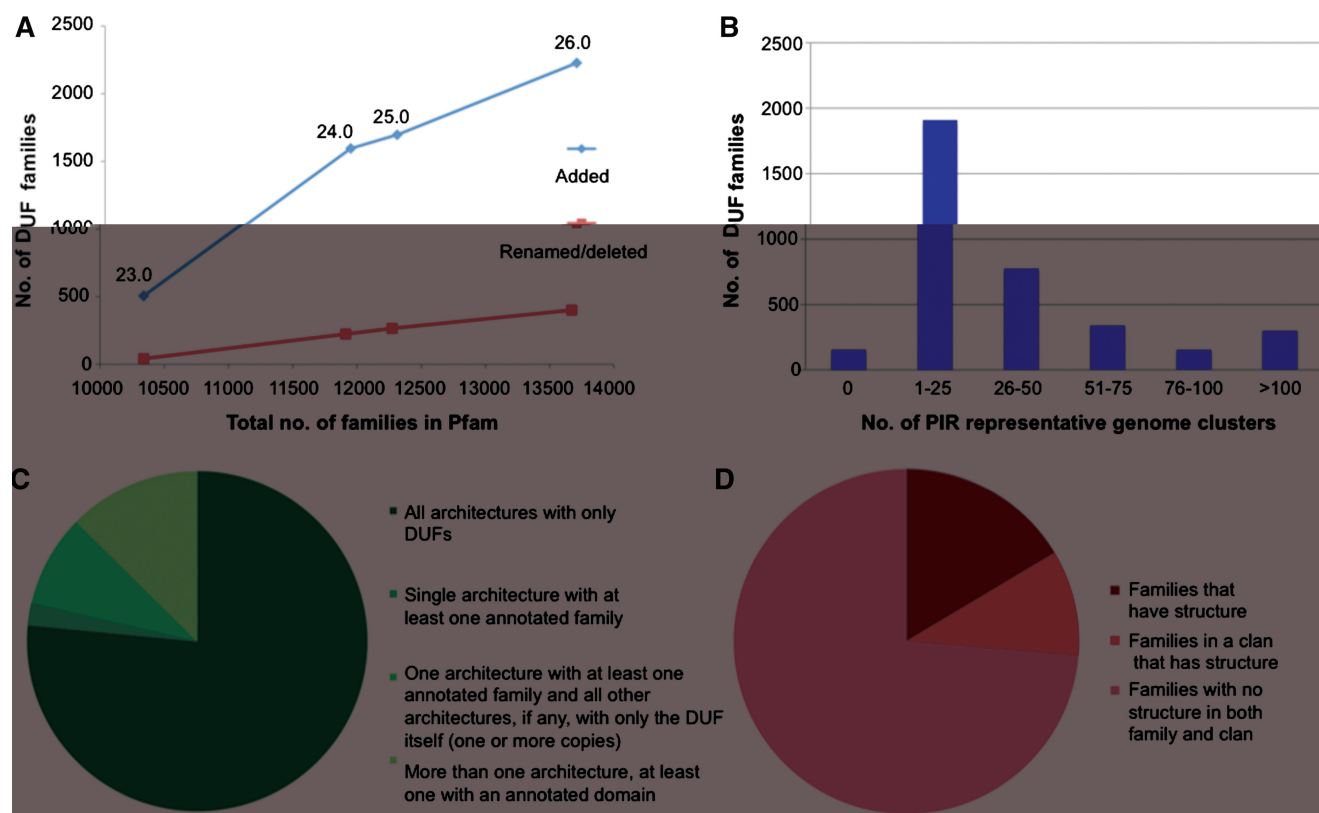 A
2500
2000
1500
1000
500
0
No. of DUF families
23.0
24.0
25.0
26.0
Added
Renamed/deleted
10000 10500 11000 11500 12000 12500 13000 13500 14000
Total no. of families in Pfam
B
2500
2000
1500
1000
500
0
No. of DUF families
0 1-25 26-50 51-75 76-100 >100
No. of PIR representative genome clusters
C
All architectures with only
DUFs
Single architecture with at
least one annotated family
One architecture with at least one
annotated family and all other
architectures, if any, with only the DUF
itself (one or more copies)
More than one architecture, at least
one with an annotated domain
D
Families that
have structure
Families in a clan
that has structure
Families with no
structure in both
family and clan